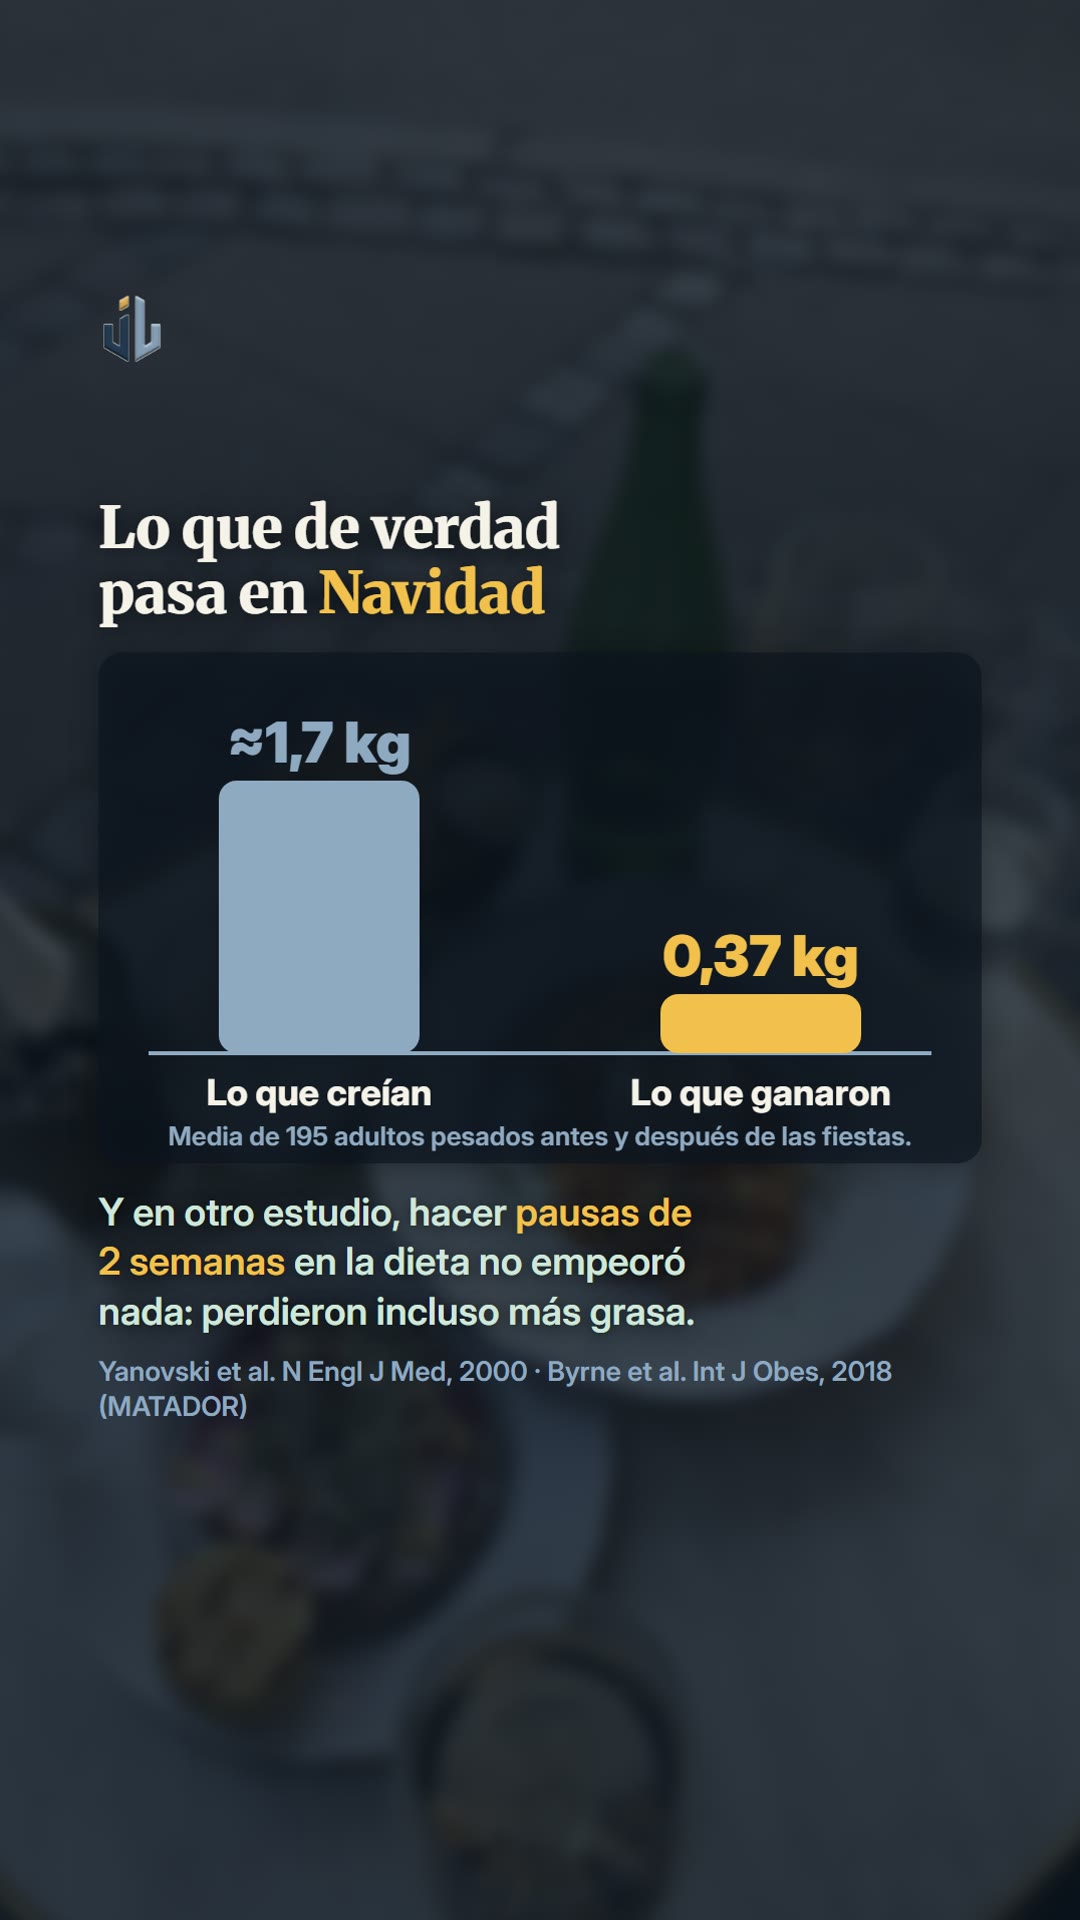 Lo que de verdad
pasa en Navidad
≈1,7 kg
0,37 kg
Lo que creían
Lo que ganaron
Media de 195 adultos pesados antes y después de las fiestas.
Y en otro estudio, hacer pausas de
2 semanas en la dieta no empeoró
nada: perdieron incluso más grasa.
Yanovski et al. N Engl J Med, 2000 · Byrne et al. Int J Obes, 2018
(MATADOR)